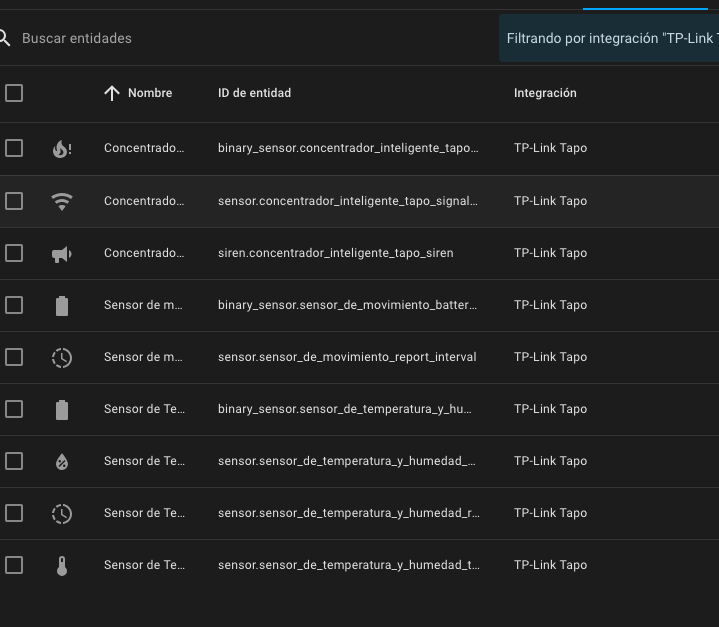 Buscar entidades
Filtrando por integración "TP-Link
Nombre ID de entidad Integración
Concentrado... binary_sensor.concentrador_inteligente_tapo... TP-Link Tapo
Concentrado... sensor.concentrador_inteligente_tapo_signal... TP-Link Tapo
Concentrado... siren.concentrador_inteligente_tapo_siren TP-Link Tapo
Sensor de m... binary_sensor.sensor_de_movimiento_batter... TP-Link Tapo
Sensor de m... sensor.sensor_de_movimiento_report_interval TP-Link Tapo
Sensor de Te... binary_sensor.sensor_de_temperatura_y_hu... TP-Link Tapo
Sensor de Te... sensor.sensor_de_temperatura_y_humedad_... TP-Link Tapo
Sensor de Te... sensor.sensor_de_temperatura_y_humedad_r... TP-Link Tapo
Sensor de Te... sensor.sensor_de_temperatura_y_humedad_t... TP-Link Tapo